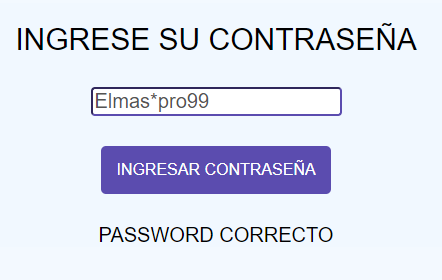 INGRESE SU CONTRASEÑA
Elmas*pro99
INGRESAR CONTRASEÑA
PASSWORD CORRECTO